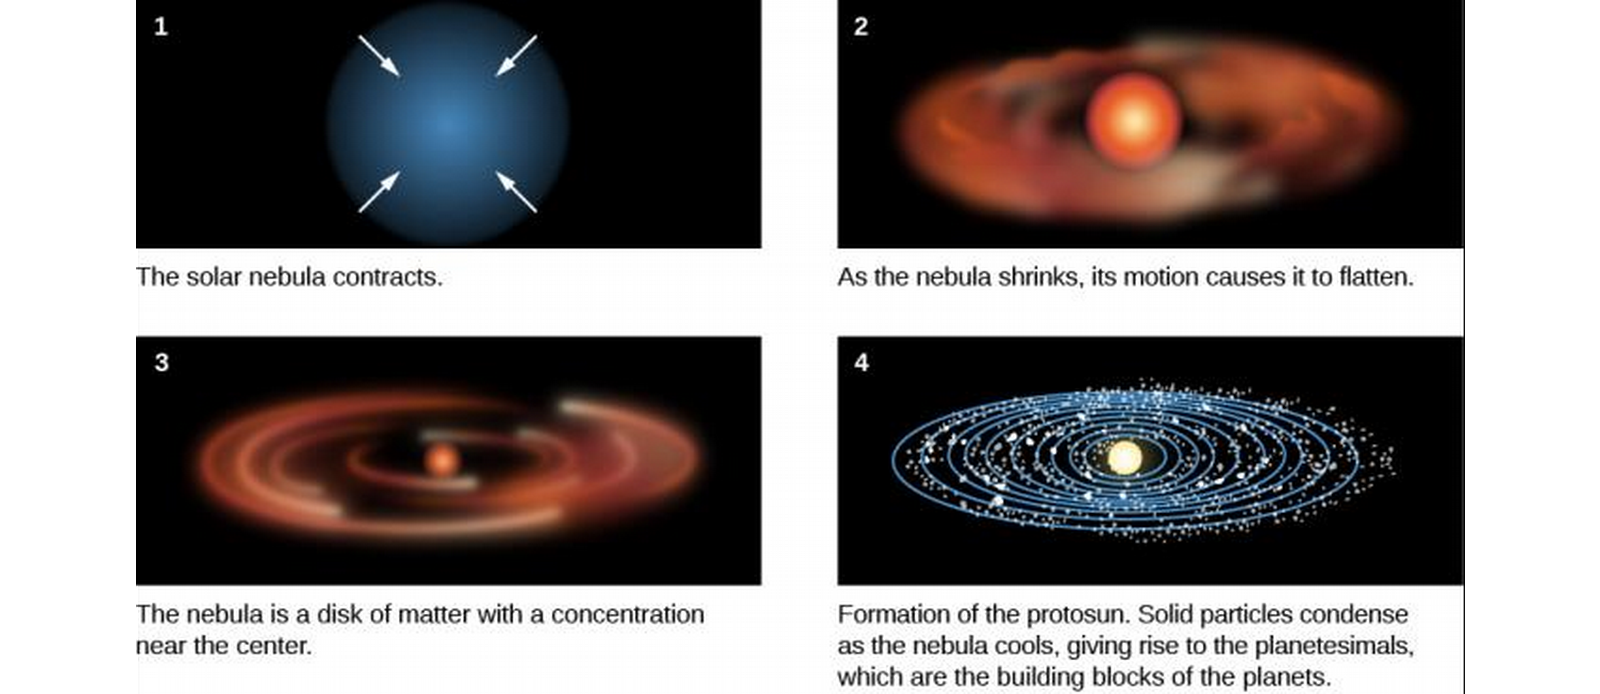 1
The solar nebula contracts.
2
As the nebula shrinks, its motion causes it to flatten.
3
The nebula is a disk of matter with a concentration
near the center.
4
Formation of the protosun. Solid particles condense
as the nebula cools, giving rise to the planetesimals,
which are the building blocks of the planets.